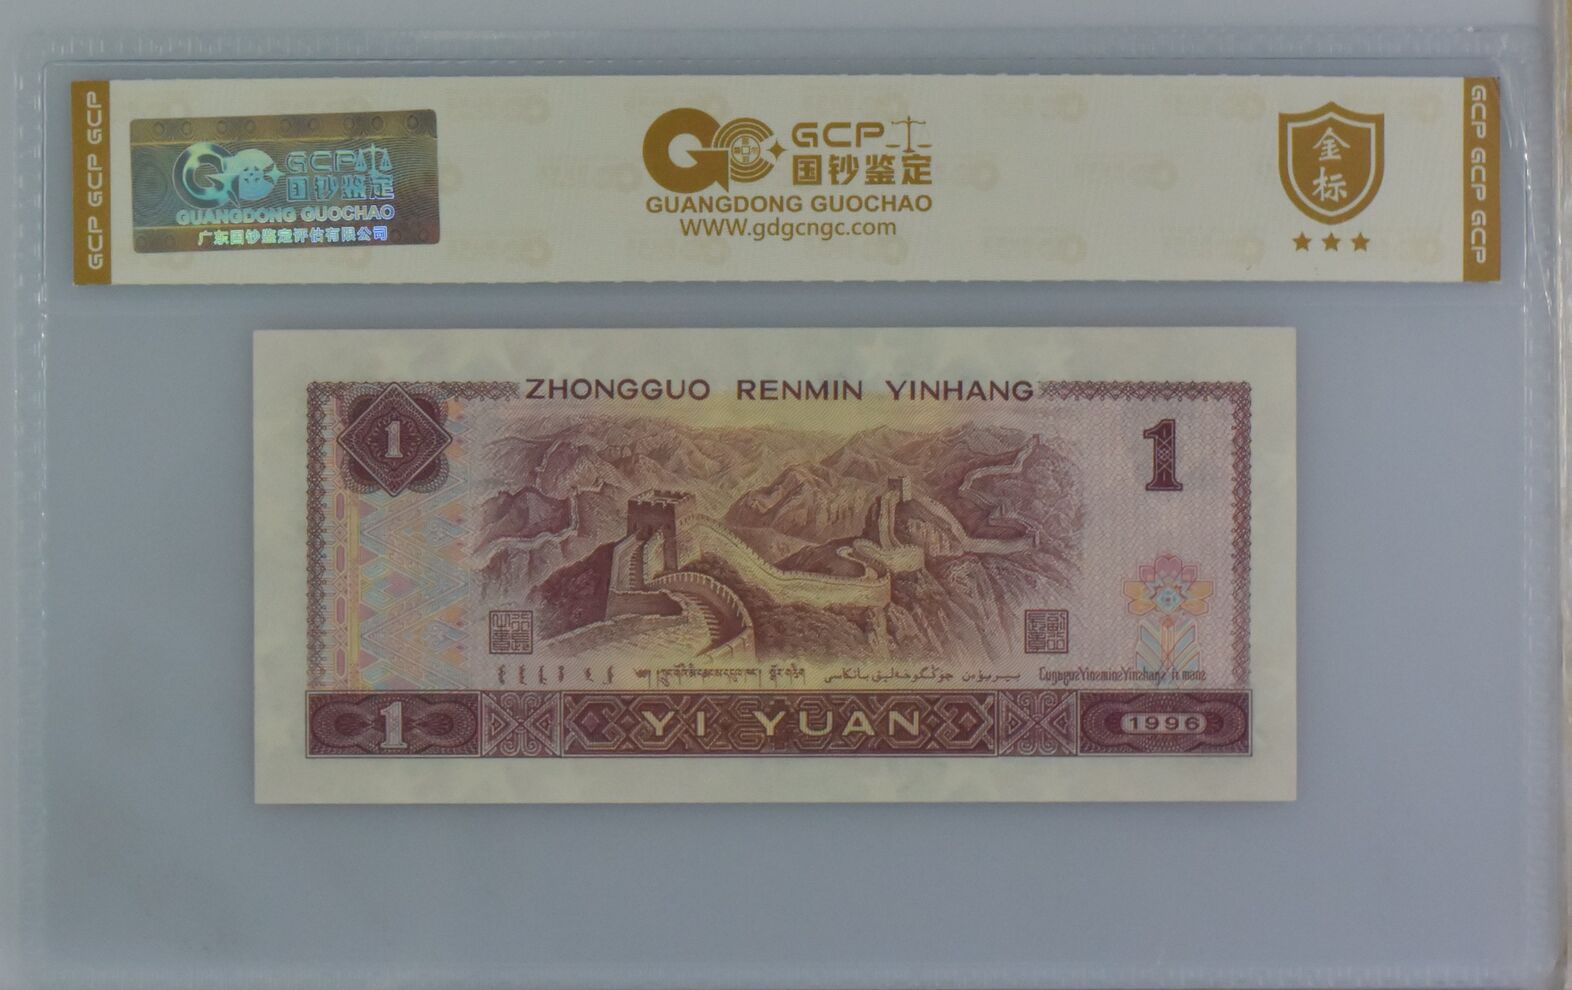 GCP GCP GCP
GCP
国钞鉴定
GUANGDONG GUOCHAO
广东国钞鉴定评估有限公司
GCP
国钞鉴定
GUANGDONG GUOCHAO
WWW.gdgcngc.com
金
标
GCP GCP GCP
ZHONGGUO RENMIN YINHANG
1
1
YI YUAN
1
1996